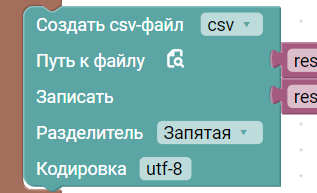 Создать csv-файл csv
Путь к файлу res
Записать res
Разделитель Запятая
Кодировка utf-8